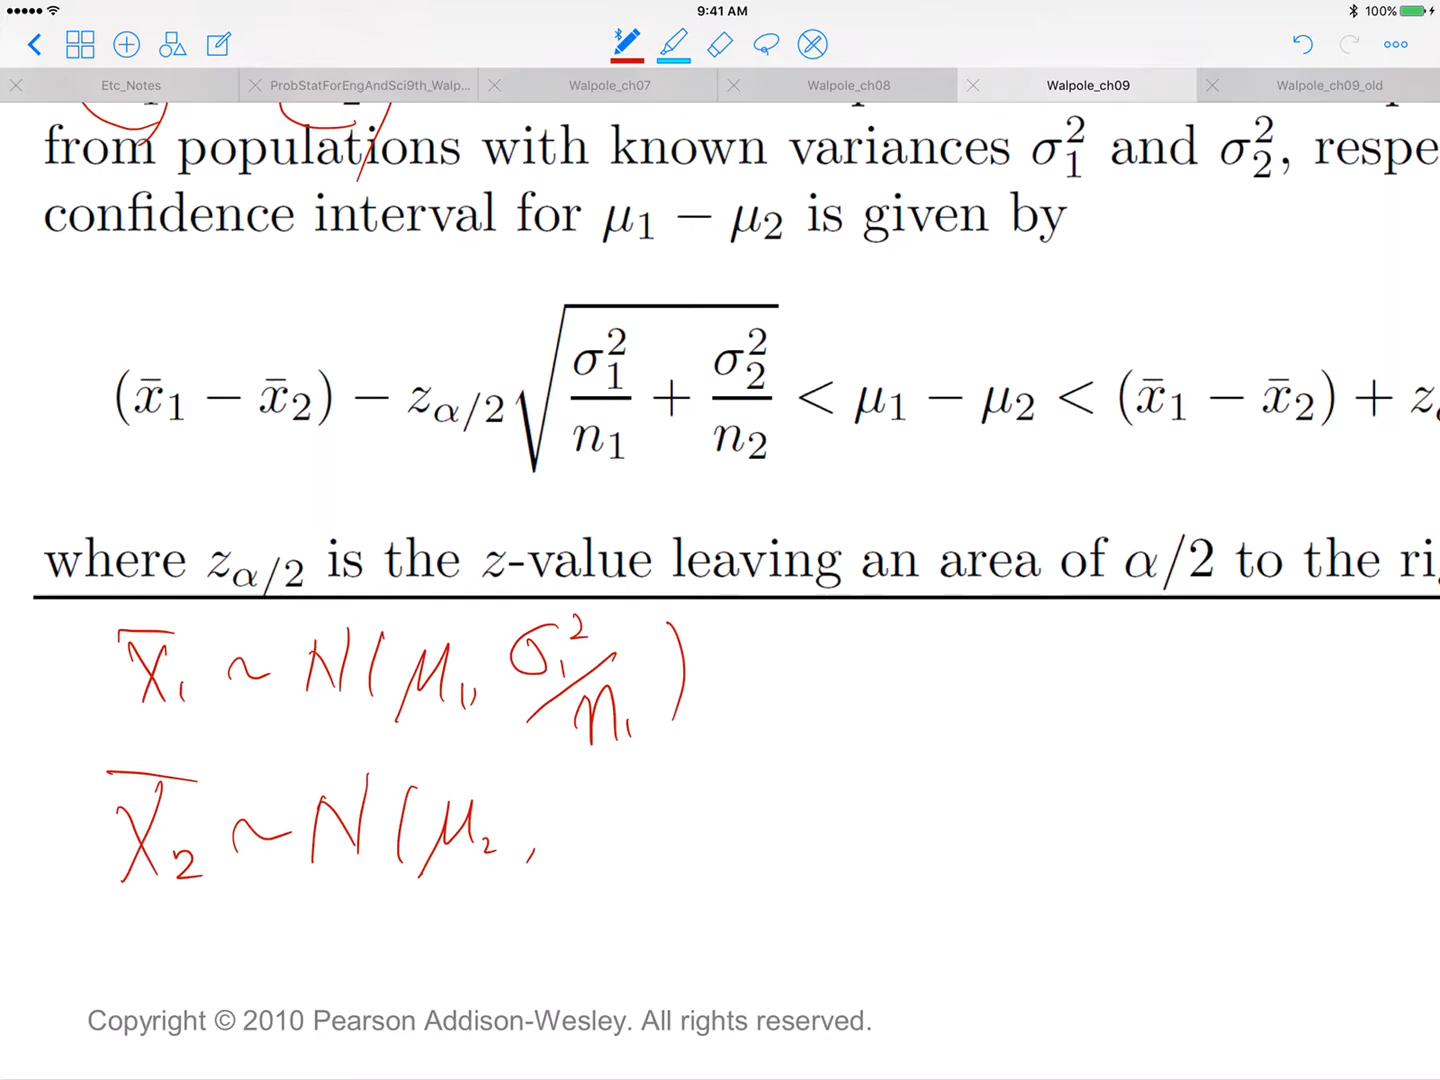 9:41 AM
100%
Etc_Notes
ProbStatForEngAndSci9th_Walp...
Walpole_ch07
Walpole_ch08
Walpole_ch09
Walpole_ch09_old
from populations with known variances σ₁² and σ₂², respe
confidence interval for μ₁ − μ₂ is given by
(x̄₁ − x̄₂) − z_{α/2} √(σ₁²/n₁ + σ₂²/n₂) < μ₁ − μ₂ < (x̄₁ − x̄₂) + z
where z_{α/2} is the z-value leaving an area of α/2 to the ri
X̄₁ ~ N(μ₁, σ₁²/n₁)
X̄₂ ~ N(μ₂,
Copyright © 2010 Pearson Addison-Wesley. All rights reserved.